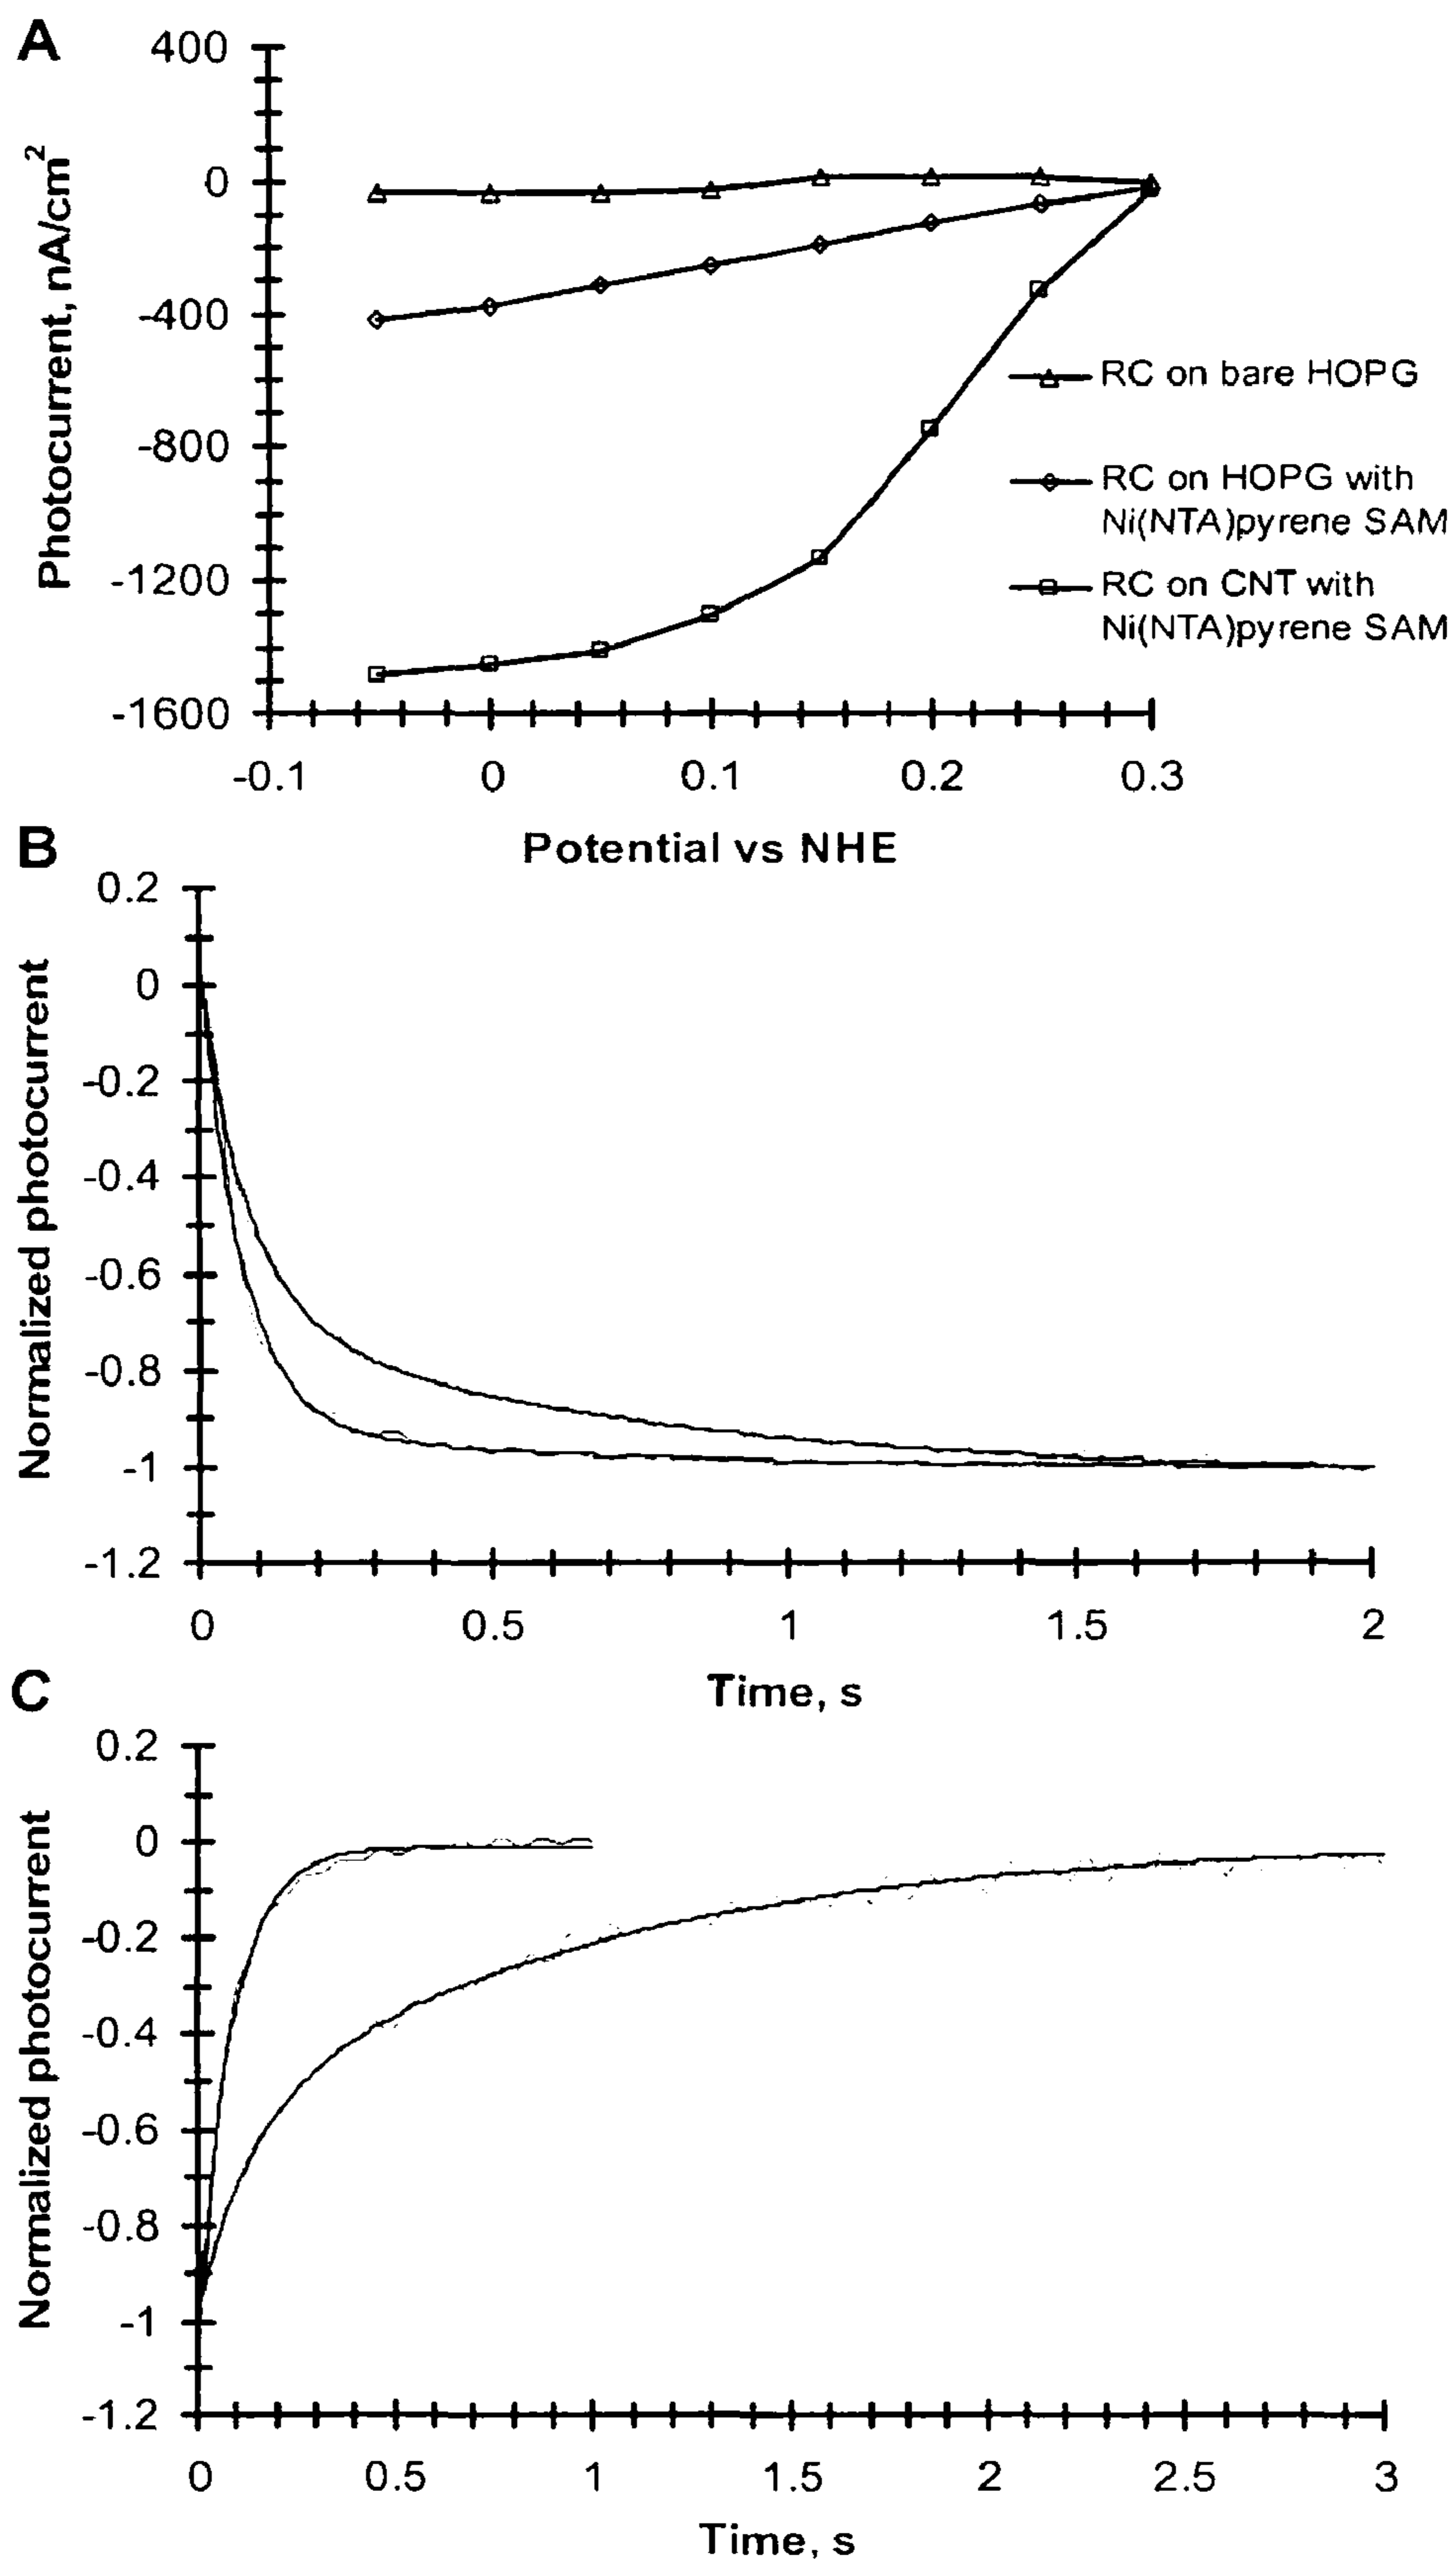 A
400
0
-400
-800
-1200
-1600
Photocurrent, nA/cm²
-0.1 0 0.1 0.2 0.3
Potential vs NHE
RC on bare HOPG
RC on HOPG with
Ni(NTA)pyrene SAM
RC on CNT with
Ni(NTA)pyrene SAM
B
0.2
0
-0.2
-0.4
-0.6
-0.8
-1
-1.2
Normalized photocurrent
0 0.5 1 1.5 2
Time, s
C
0.2
0
-0.2
-0.4
-0.6
-0.8
-1
-1.2
Normalized photocurrent
0 0.5 1 1.5 2 2.5 3
Time, s